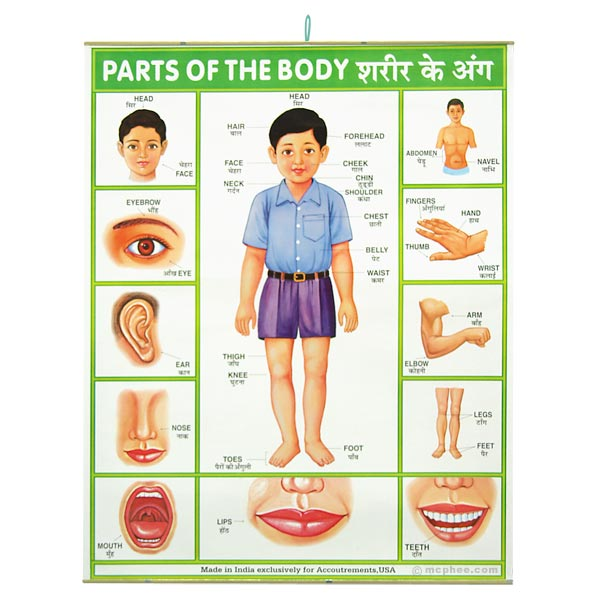 PARTS OF THE BODY शरीर के अंग
HEAD
सिर
चेहरा
FACE
EYEBROW
भौंह
आँख EYE
EAR
कान
NOSE
नाक
MOUTH
मुँह
HEAD
सिर
HAIR
बाल
FOREHEAD
ललाट
FACE
चेहरा
CHEEK
गाल
CHIN
ठुड्डी
NECK
गर्दन
SHOULDER
कंधा
CHEST
छाती
BELLY
पेट
WAIST
कमर
THIGH
जाँघ
KNEE
घुटना
FOOT
पाँव
TOES
पैरों की अंगुली
LIPS
होंठ
ABDOMEN
पेडू
NAVEL
नाभि
FINGERS
अंगुलियां
HAND
हाथ
THUMB
WRIST
कलाई
ARM
बाँह
ELBOW
कोहनी
LEGS
टाँग
FEET
पैर
TEETH
दाँत
Made in India exclusively for Accoutrements, USA
© mcphee.com